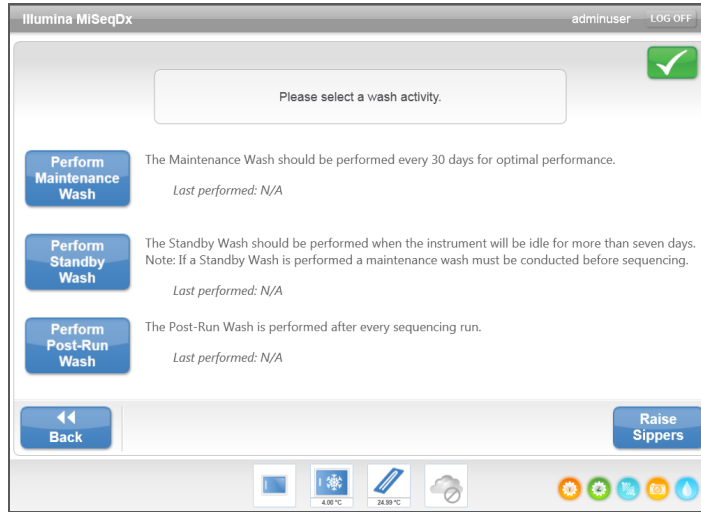 Illumina MiSeqDx
adminuser LOG OFF
Please select a wash activity.
Perform
Maintenance
Wash
The Maintenance Wash should be performed every 30 days for optimal performance.
Last performed: N/A
Perform
Standby
Wash
The Standby Wash should be performed when the instrument will be idle for more than seven days.
Note: If a Standby Wash is performed a maintenance wash must be conducted before sequencing.
Last performed: N/A
Perform
Post-Run
Wash
The Post-Run Wash is performed after every sequencing run.
Last performed: N/A
Back
Raise
Sippers
4.00 °C
24.99 °C